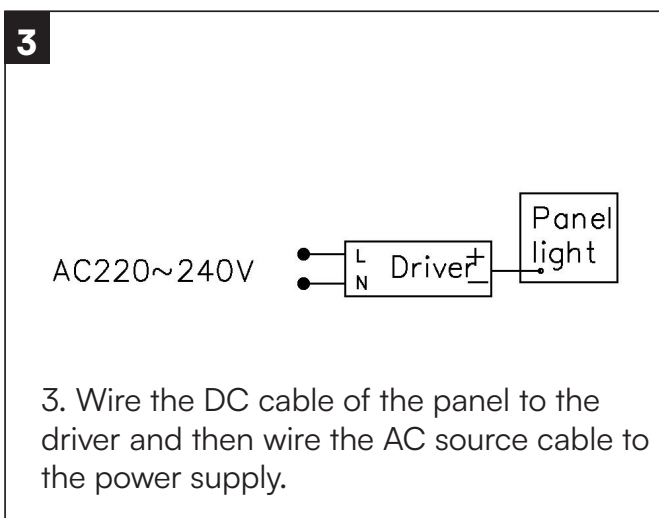 3
AC220~240V
L
N
Driver
+
−
Panel
light
3. Wire the DC cable of the panel to the
driver and then wire the AC source cable to
the power supply.